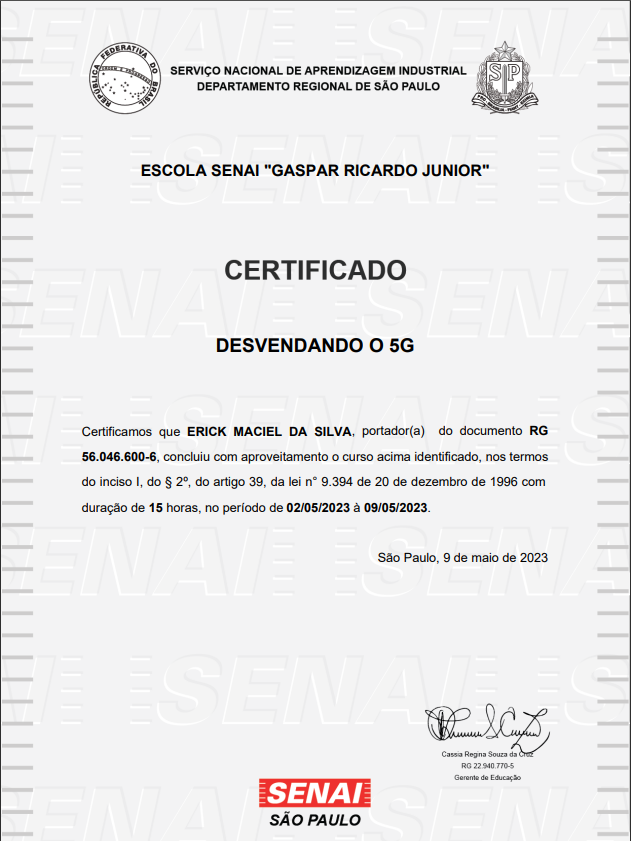 REPÚBLICA FEDERATIVA DO BRASIL
SERVIÇO NACIONAL DE APRENDIZAGEM INDUSTRIAL
DEPARTAMENTO REGIONAL DE SÃO PAULO
SP
ESCOLA SENAI "GASPAR RICARDO JUNIOR"
CERTIFICADO
DESVENDANDO O 5G
Certificamos que ERICK MACIEL DA SILVA, portador(a) do documento RG
56.046.600-6, concluiu com aproveitamento o curso acima identificado, nos termos
do inciso I, do § 2º, do artigo 39, da lei n° 9.394 de 20 de dezembro de 1996 com
duração de 15 horas, no período de 02/05/2023 à 09/05/2023.
São Paulo, 9 de maio de 2023
Cassia Regina Souza da Cruz
RG 22.940.770-5
Gerente de Educação
SENAI
SÃO PAULO